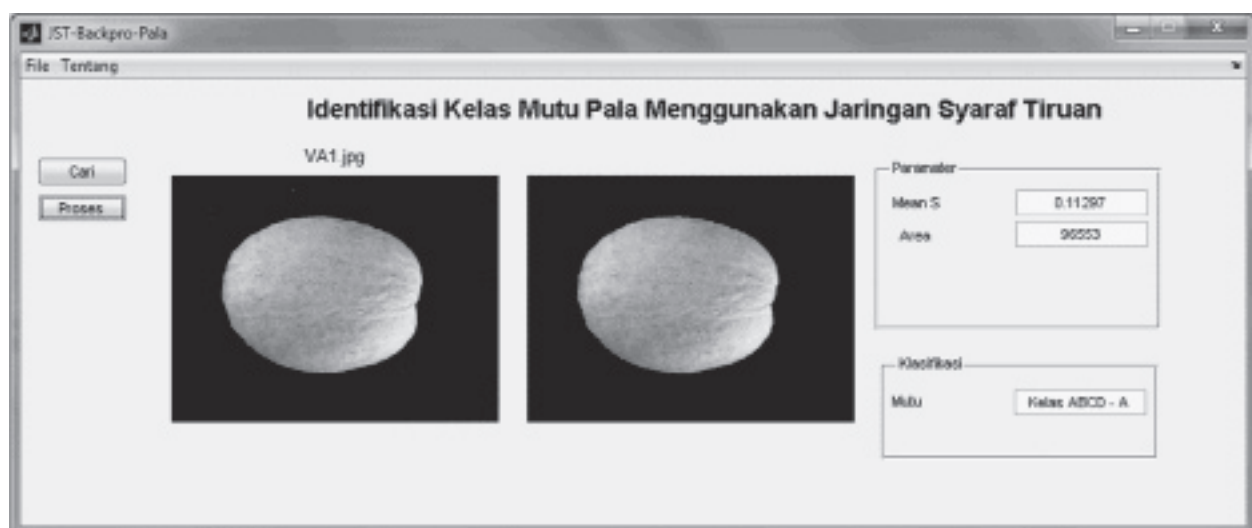 JST-Backpro-Pala
File Tentang
Identifikasi Kelas Mutu Pala Menggunakan Jaringan Syaraf Tiruan
Cari
Proses
VA1.jpg
Parameter
Mean S 0.11297
Area 96553
Klasifikasi
Mutu Kelas ABCD - A